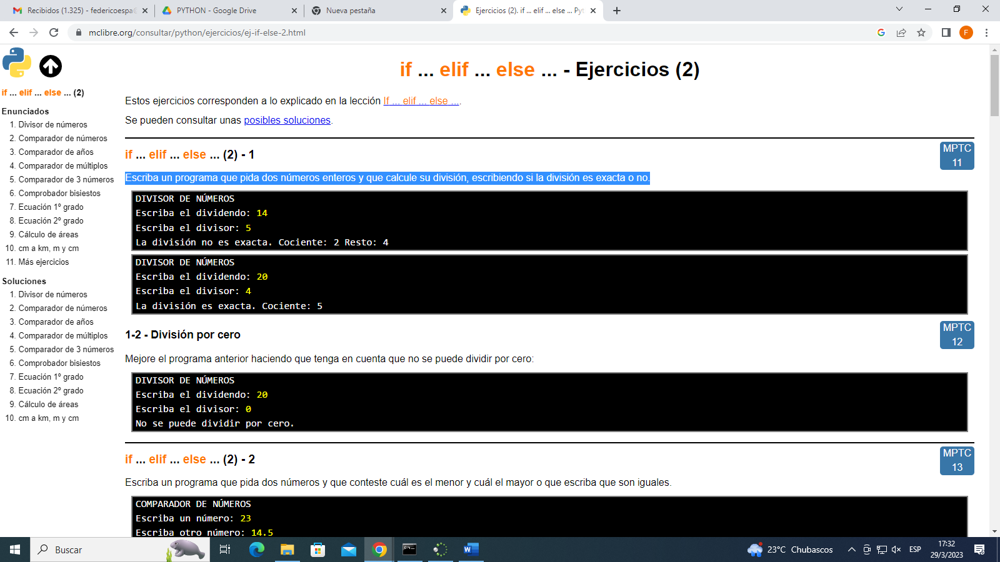 Recibidos (1.325) - federicoespa
PYTHON - Google Drive
Nueva pestaña
Ejercicios (2). if ... elif ... else ... Pyt
mclibre.org/consultar/python/ejercicios/ej-if-else-2.html
F
if ... elif ... else ... (2)
Enunciados
1. Divisor de números
2. Comparador de números
3. Comparador de años
4. Comparador de múltiplos
5. Comparador de 3 números
6. Comprobador bisiestos
7. Ecuación 1º grado
8. Ecuación 2º grado
9. Cálculo de áreas
10. cm a km, m y cm
11. Más ejercicios
Soluciones
1. Divisor de números
2. Comparador de números
3. Comparador de años
4. Comparador de múltiplos
5. Comparador de 3 números
6. Comprobador bisiestos
7. Ecuación 1º grado
8. Ecuación 2º grado
9. Cálculo de áreas
10. cm a km, m y cm
if ... elif ... else ... - Ejercicios (2)
Estos ejercicios corresponden a lo explicado en la lección If ... elif ... else ....
Se pueden consultar unas posibles soluciones.
if ... elif ... else ... (2) - 1
MPTC
11
Escriba un programa que pida dos números enteros y que calcule su división, escribiendo si la división es exacta o no.
DIVISOR DE NÚMEROS
Escriba el dividendo: 14
Escriba el divisor: 5
La división no es exacta. Cociente: 2 Resto: 4
DIVISOR DE NÚMEROS
Escriba el dividendo: 20
Escriba el divisor: 4
La división es exacta. Cociente: 5
1-2 - División por cero
MPTC
12
Mejore el programa anterior haciendo que tenga en cuenta que no se puede dividir por cero:
DIVISOR DE NÚMEROS
Escriba el dividendo: 20
Escriba el divisor: 0
No se puede dividir por cero.
if ... elif ... else ... (2) - 2
MPTC
13
Escriba un programa que pida dos números y que conteste cuál es el menor y cuál el mayor o que escriba que son iguales.
COMPARADOR DE NÚMEROS
Escriba un número: 23
Escriba otro número: 14.5
Buscar
23°C Chubascos
ESP
17:32
29/3/2023